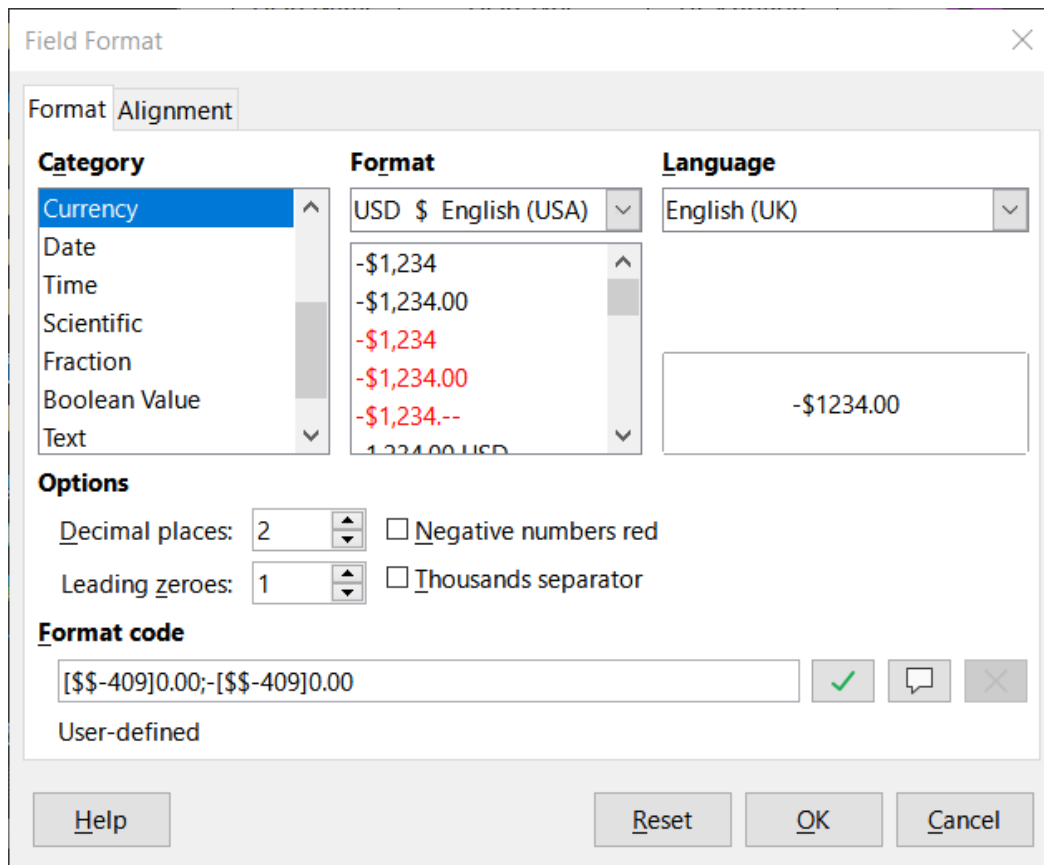 Field Format
Format Alignment
Category Format Language
Currency USD $ English (USA) English (UK)
Date -$1,234
Time -$1,234.00
Scientific -$1,234
Fraction -$1,234.00
Boolean Value -$1,234.-- -$1234.00
Text
Options
Decimal places: 2 Negative numbers red
Leading zeroes: 1 Thousands separator
Format code
[$$-409]0.00;-[$$-409]0.00
User-defined
Help Reset OK Cancel